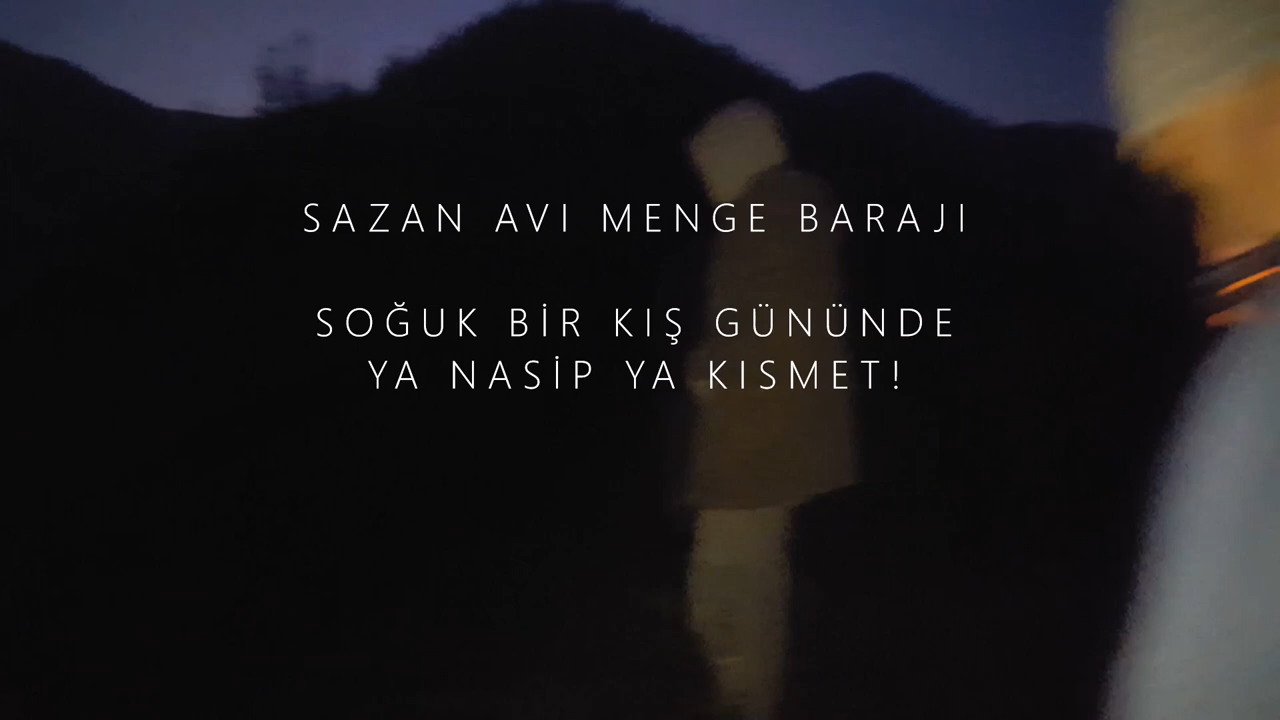 SAZAN AVI MENGE BARAJI
SOĞUK BİR KIŞ GÜNÜNDE
YA NASİP YA KISMET!